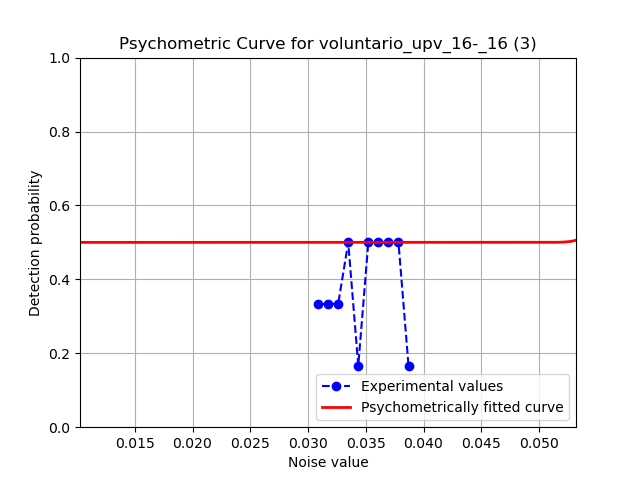 Psychometric Curve for voluntario_upv_16-_16 (3)
Detection probability
1.0
0.8
0.6
0.4
0.2
0.0
Experimental values
Psychometrically fitted curve
0.015 0.020 0.025 0.030 0.035 0.040 0.045 0.050
Noise value